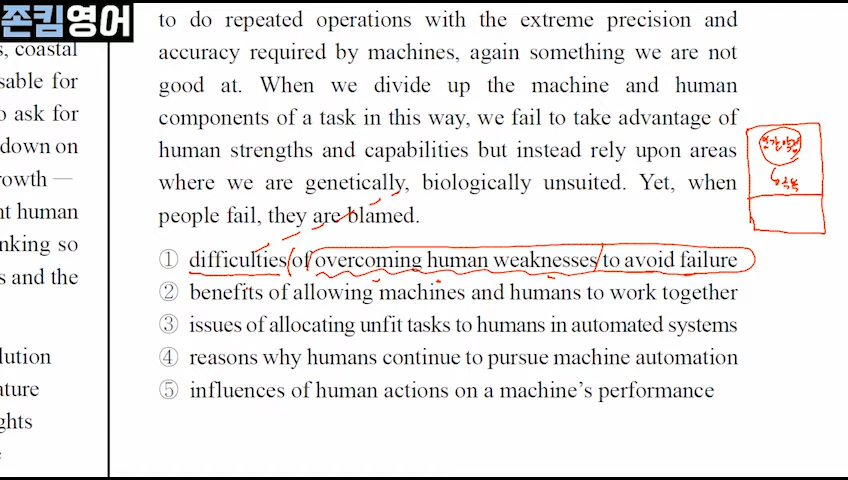 존킴영어
s, coastal
sable for
o ask for
down on
rowth —
nt human
nking so
s and the
lution
ature
ghts
to do repeated operations with the extreme precision and
accuracy required by machines, again something we are not
good at. When we divide up the machine and human
components of a task in this way, we fail to take advantage of
human strengths and capabilities but instead rely upon areas
where we are genetically, biologically unsuited. Yet, when
people fail, they are blamed.
① difficulties of overcoming human weaknesses to avoid failure
② benefits of allowing machines and humans to work together
③ issues of allocating unfit tasks to humans in automated systems
④ reasons why humans continue to pursue machine automation
⑤ influences of human actions on a machine's performance